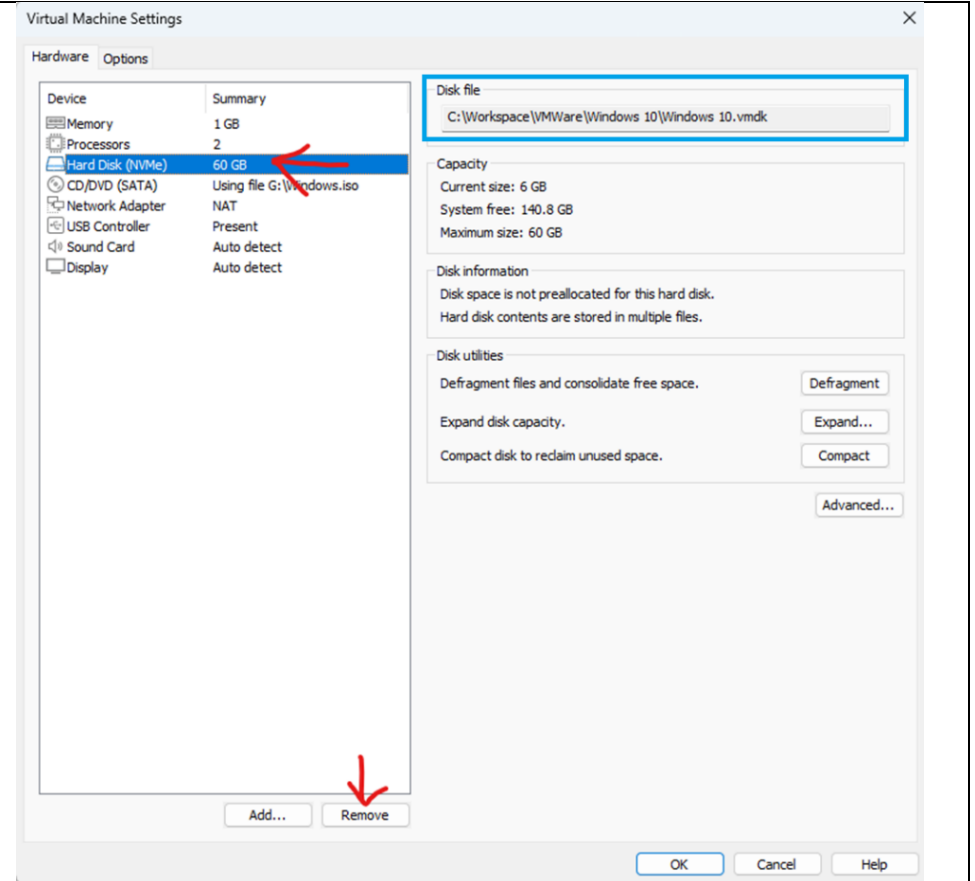 Virtual Machine Settings
Hardware Options
Device Summary
Memory 1 GB
Processors 2
Hard Disk (NVMe) 60 GB
CD/DVD (SATA) Using file G:\Windows.iso
Network Adapter NAT
USB Controller Present
Sound Card Auto detect
Display Auto detect
Add... Remove
Disk file
C:\Workspace\VMWare\Windows 10\Windows 10.vmdk
Capacity
Current size: 6 GB
System free: 140.8 GB
Maximum size: 60 GB
Disk information
Disk space is not preallocated for this hard disk.
Hard disk contents are stored in multiple files.
Disk utilities
Defragment files and consolidate free space. Defragment
Expand disk capacity. Expand...
Compact disk to reclaim unused space. Compact
Advanced...
OK Cancel Help